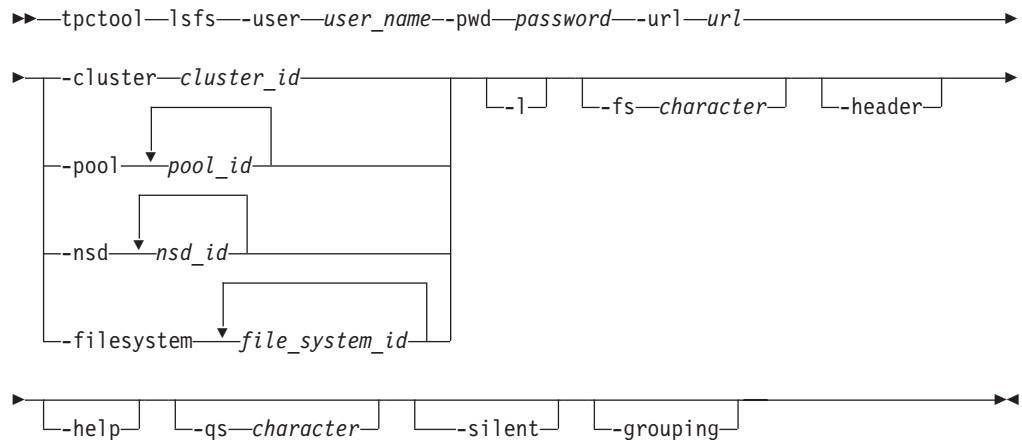 tpctool lsfs -user user_name -pwd password -url url
-cluster cluster_id -l -fs character -header
-pool pool_id
-nsd nsd_id
-filesystem file_system_id
-help -qs character -silent -grouping